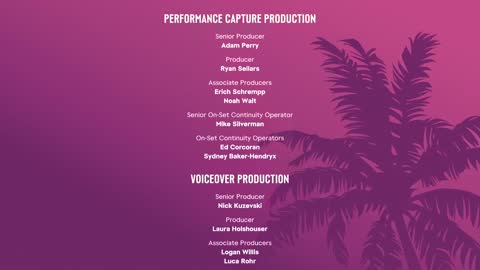 PERFORMANCE CAPTURE PRODUCTION
Senior Producer
Adam Perry
Producer
Ryan Sellars
Associate Producers
Erich Schrempp
Noah Wait
Senior On-Set Continuity Operator
Mike Silverman
On-Set Continuity Operators
Ed Corcoran
Sydney Baker-Hendryx
VOICEOVER PRODUCTION
Senior Producer
Nick Kuzevski
Producer
Laura Holshouser
Associate Producers
Logan Willis
Luca Rohr